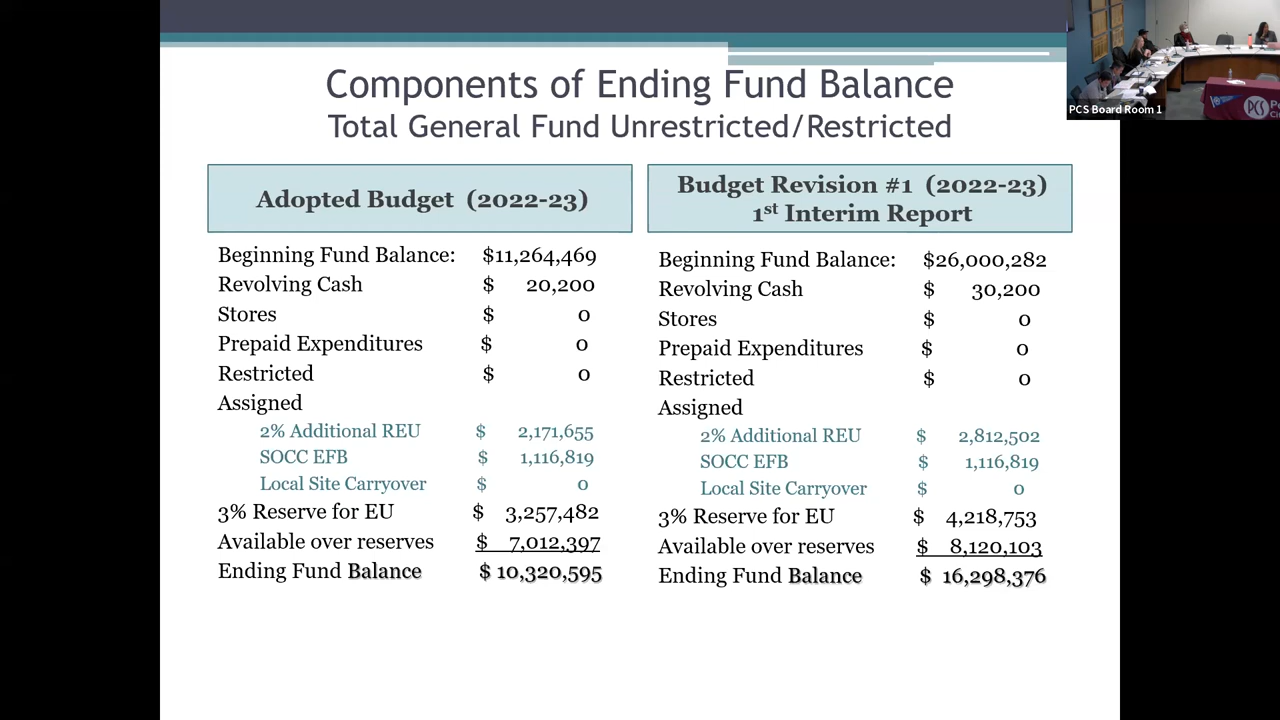 Components of Ending Fund Balance
Total General Fund Unrestricted/Restricted
PCS Board Room 1
PCS
Adopted Budget (2022-23)
Beginning Fund Balance: $11,264,469
Revolving Cash $ 20,200
Stores $ 0
Prepaid Expenditures $ 0
Restricted $ 0
Assigned
2% Additional REU $ 2,171,655
SOCC EFB $ 1,116,819
Local Site Carryover $ 0
3% Reserve for EU $ 3,257,482
Available over reserves $ 7,012,397
Ending Fund Balance $ 10,320,595
Budget Revision #1 (2022-23)
1st Interim Report
Beginning Fund Balance: $26,000,282
Revolving Cash $ 30,200
Stores $ 0
Prepaid Expenditures $ 0
Restricted $ 0
Assigned
2% Additional REU $ 2,812,502
SOCC EFB $ 1,116,819
Local Site Carryover $ 0
3% Reserve for EU $ 4,218,753
Available over reserves $ 8,120,103
Ending Fund Balance $ 16,298,376